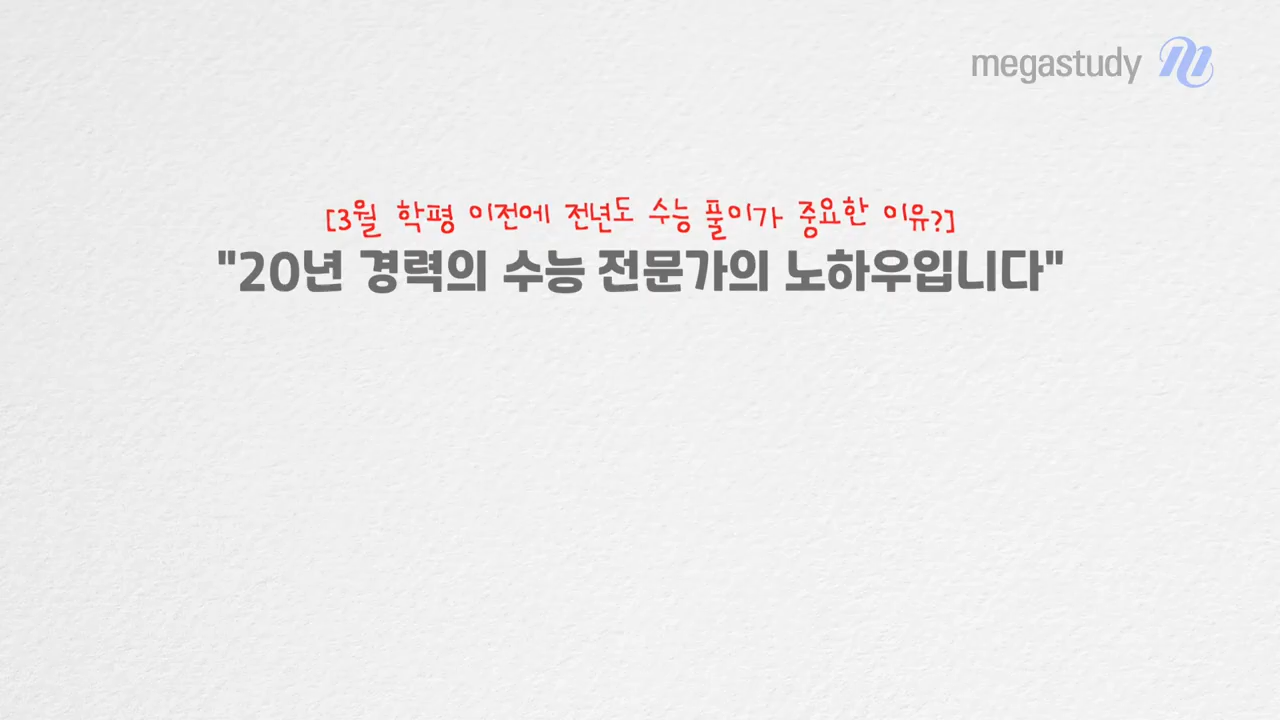 megastudy
[3월 학평 이전에 전년도 수능 풀이가 중요한 이유?]
"20년 경력의 수능 전문가의 노하우입니다"